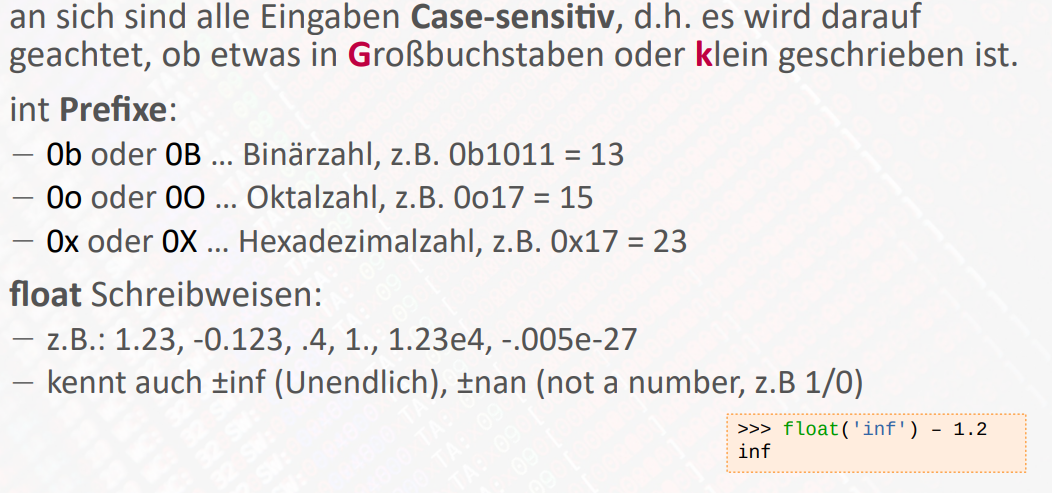 an sich sind alle Eingaben Case-sensitiv, d.h. es wird darauf
geachtet, ob etwas in Großbuchstaben oder klein geschrieben ist.
int Prefixe:
– 0b oder 0B ... Binärzahl, z.B. 0b1011 = 13
– 0o oder 0O ... Oktalzahl, z.B. 0o17 = 15
– 0x oder 0X ... Hexadezimalzahl, z.B. 0x17 = 23
float Schreibweisen:
– z.B.: 1.23, -0.123, .4, 1., 1.23e4, -.005e-27
– kennt auch ±inf (Unendlich), ±nan (not a number, z.B 1/0)
>>> float('inf') – 1.2
inf